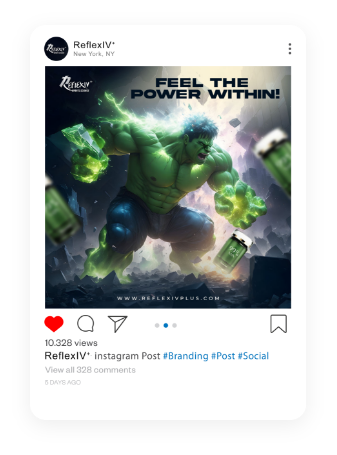 ReflexIV+
New York, NY
REFLEXIV+
FEEL THE
POWER WITHIN!
WWW.REFLEXIVPLUS.COM
10.328 views
ReflexIV+ instagram Post #Branding #Post #Social
View all 328 comments
5 DAYS AGO